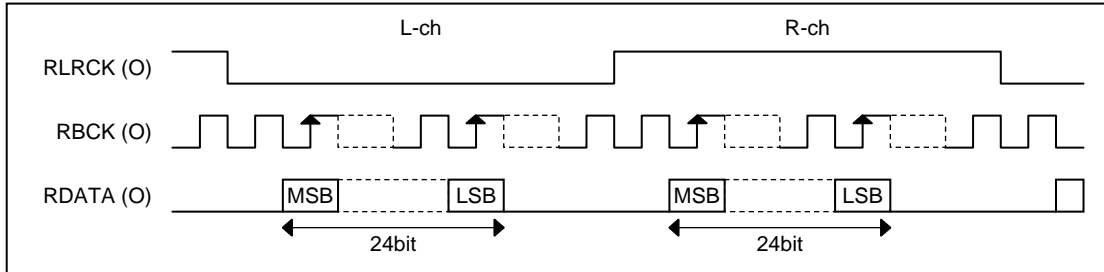 L-ch R-ch
RLRCK (O)
RBCK (O)
RDATA (O) MSB LSB MSB LSB
24bit 24bit